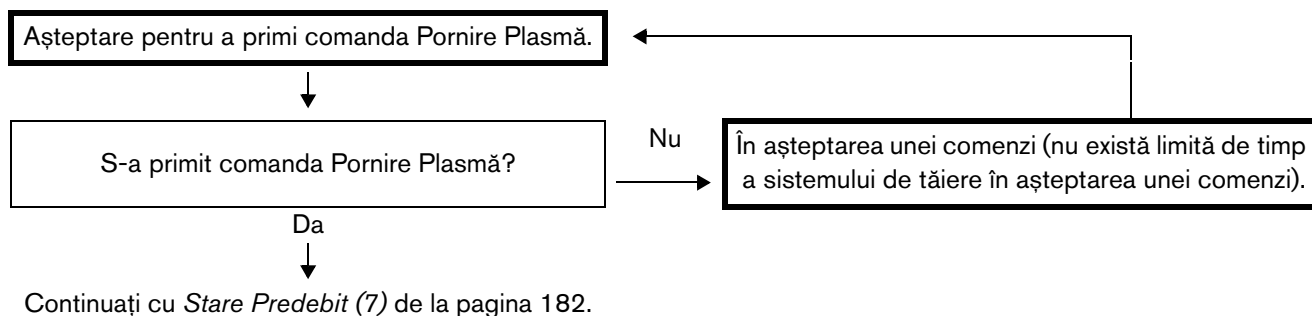 Așteptare pentru a primi comanda Pornire Plasmă.
S-a primit comanda Pornire Plasmă?
Nu
În așteptarea unei comenzi (nu există limită de timp
a sistemului de tăiere în așteptarea unei comenzi).
Da
Continuați cu Stare Predebit (7) de la pagina 182.